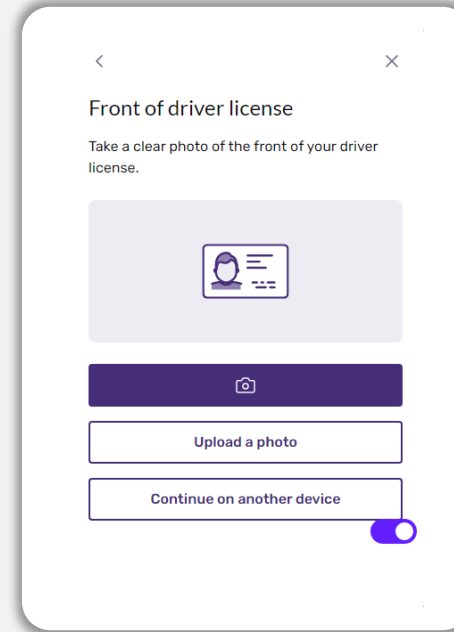 Front of driver license
Take a clear photo of the front of your driver
license.
Upload a photo
Continue on another device